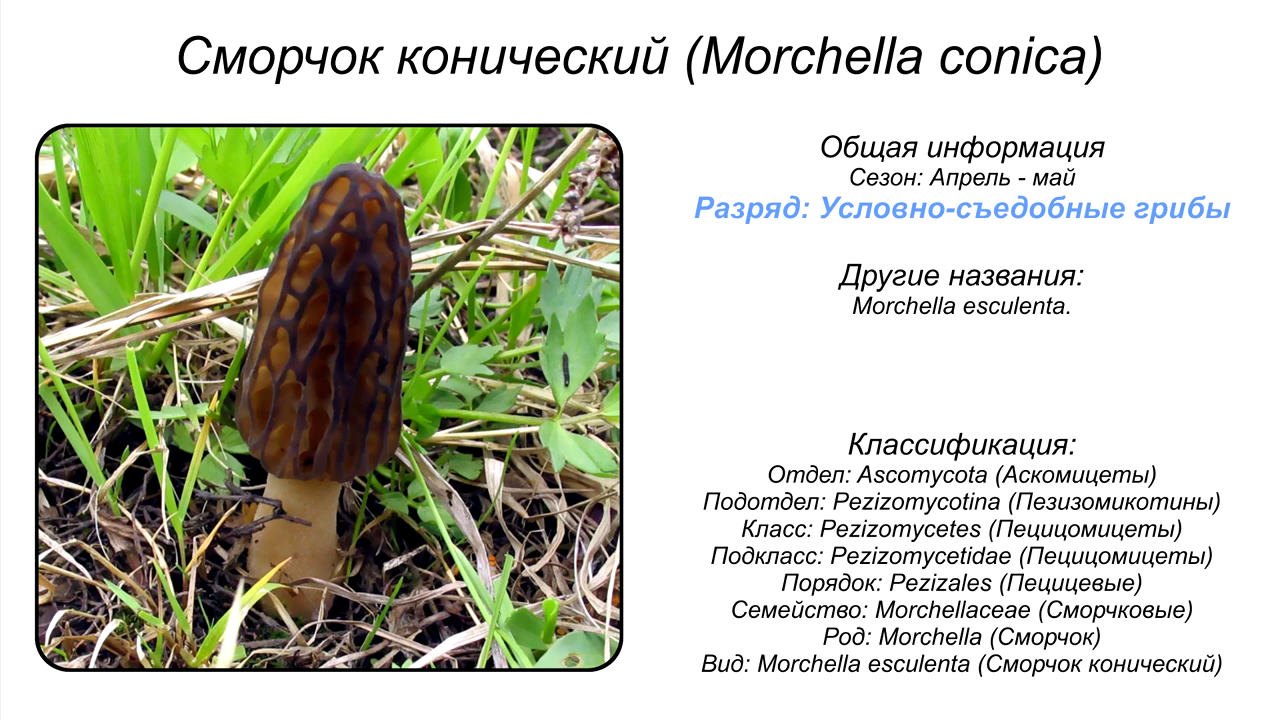 Сморчок конический (Morchella conica)
Общая информация
Сезон: Апрель - май
Разряд: Условно-съедобные грибы
Другие названия:
Morchella esculenta.
Классификация:
Отдел: Ascomycota (Аскомицеты)
Подотдел: Pezizomycotina (Пезизомикотины)
Класс: Pezizomycetes (Пецицомицеты)
Подкласс: Pezizomycetidae (Пецицомицеты)
Порядок: Pezizales (Пецицевые)
Семейство: Morchellaceae (Сморчковые)
Род: Morchella (Сморчок)
Вид: Morchella esculenta (Сморчок конический)